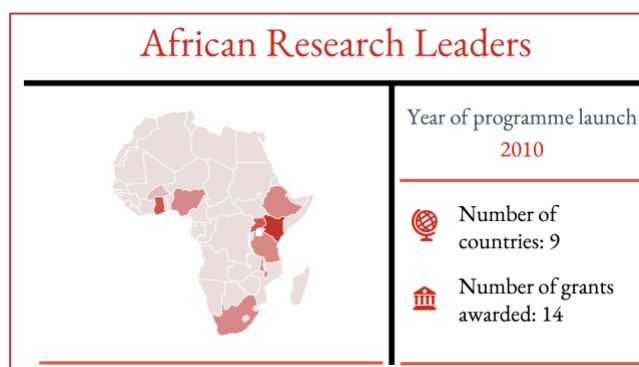 African Research Leaders
Year of programme launch
2010
Number of
countries: 9
Number of grants
awarded: 14